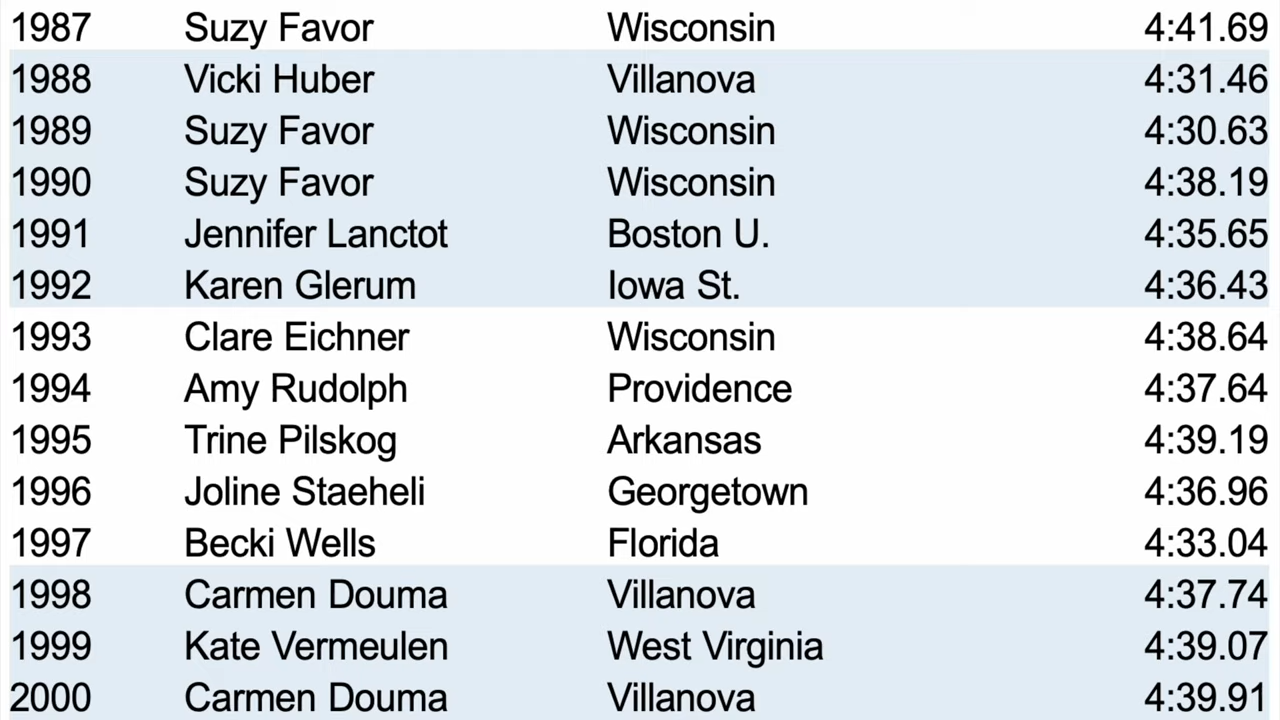 1987 Suzy Favor Wisconsin 4:41.69
1988 Vicki Huber Villanova 4:31.46
1989 Suzy Favor Wisconsin 4:30.63
1990 Suzy Favor Wisconsin 4:38.19
1991 Jennifer Lanctot Boston U. 4:35.65
1992 Karen Glerum Iowa St. 4:36.43
1993 Clare Eichner Wisconsin 4:38.64
1994 Amy Rudolph Providence 4:37.64
1995 Trine Pilskog Arkansas 4:39.19
1996 Joline Staeheli Georgetown 4:36.96
1997 Becki Wells Florida 4:33.04
1998 Carmen Douma Villanova 4:37.74
1999 Kate Vermeulen West Virginia 4:39.07
2000 Carmen Douma Villanova 4:39.91